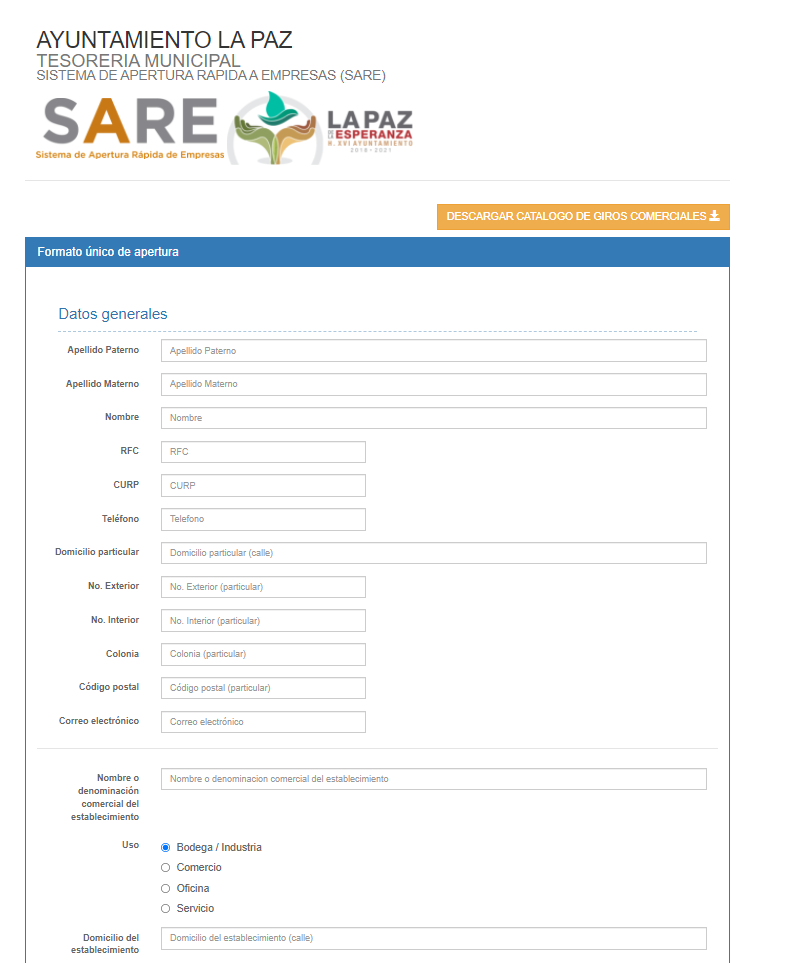 AYUNTAMIENTO LA PAZ
TESORERIA MUNICIPAL
SISTEMA DE APERTURA RAPIDA A EMPRESAS (SARE)
SARE
Sistema de Apertura Rápida de Empresas
LA PAZ
DE LA ESPERANZA
H. XVI AYUNTAMIENTO
2018 - 2021
DESCARGAR CATALOGO DE GIROS COMERCIALES
Formato único de apertura
Datos generales
Apellido Paterno Apellido Paterno
Apellido Materno Apellido Materno
Nombre Nombre
RFC RFC
CURP CURP
Teléfono Telefono
Domicilio particular Domicilio particular (calle)
No. Exterior No. Exterior (particular)
No. Interior No. Interior (particular)
Colonia Colonia (particular)
Código postal Código postal (particular)
Correo electrónico Correo electrónico
Nombre o Nombre o denominacion comercial del establecimiento
denominación
comercial del
establecimiento
Uso Bodega / Industria
Comercio
Oficina
Servicio
Domicilio del Domicilio del establecimiento (calle)
establecimiento